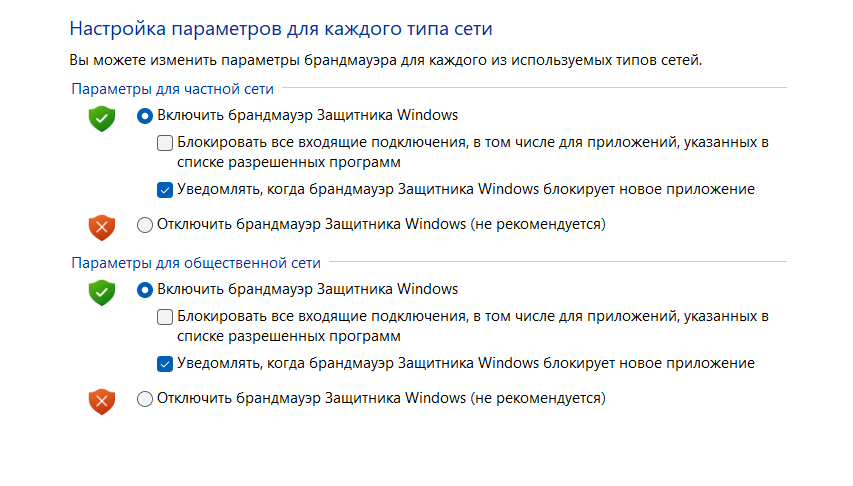 Настройка параметров для каждого типа сети
Вы можете изменить параметры брандмауэра для каждого из используемых типов сетей.
Параметры для частной сети
Включить брандмауэр Защитника Windows
Блокировать все входящие подключения, в том числе для приложений, указанных в
списке разрешенных программ
Уведомлять, когда брандмауэр Защитника Windows блокирует новое приложение
Отключить брандмауэр Защитника Windows (не рекомендуется)
Параметры для общественной сети
Включить брандмауэр Защитника Windows
Блокировать все входящие подключения, в том числе для приложений, указанных в
списке разрешенных программ
Уведомлять, когда брандмауэр Защитника Windows блокирует новое приложение
Отключить брандмауэр Защитника Windows (не рекомендуется)